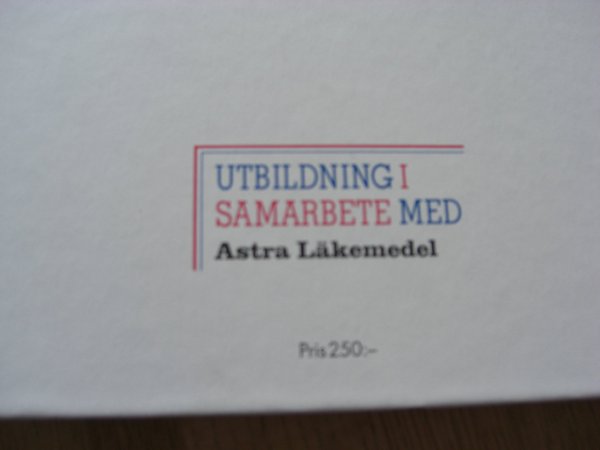 UTBILDNING I
SAMARBETE MED
Astra Läkemedel
Pris 250:-